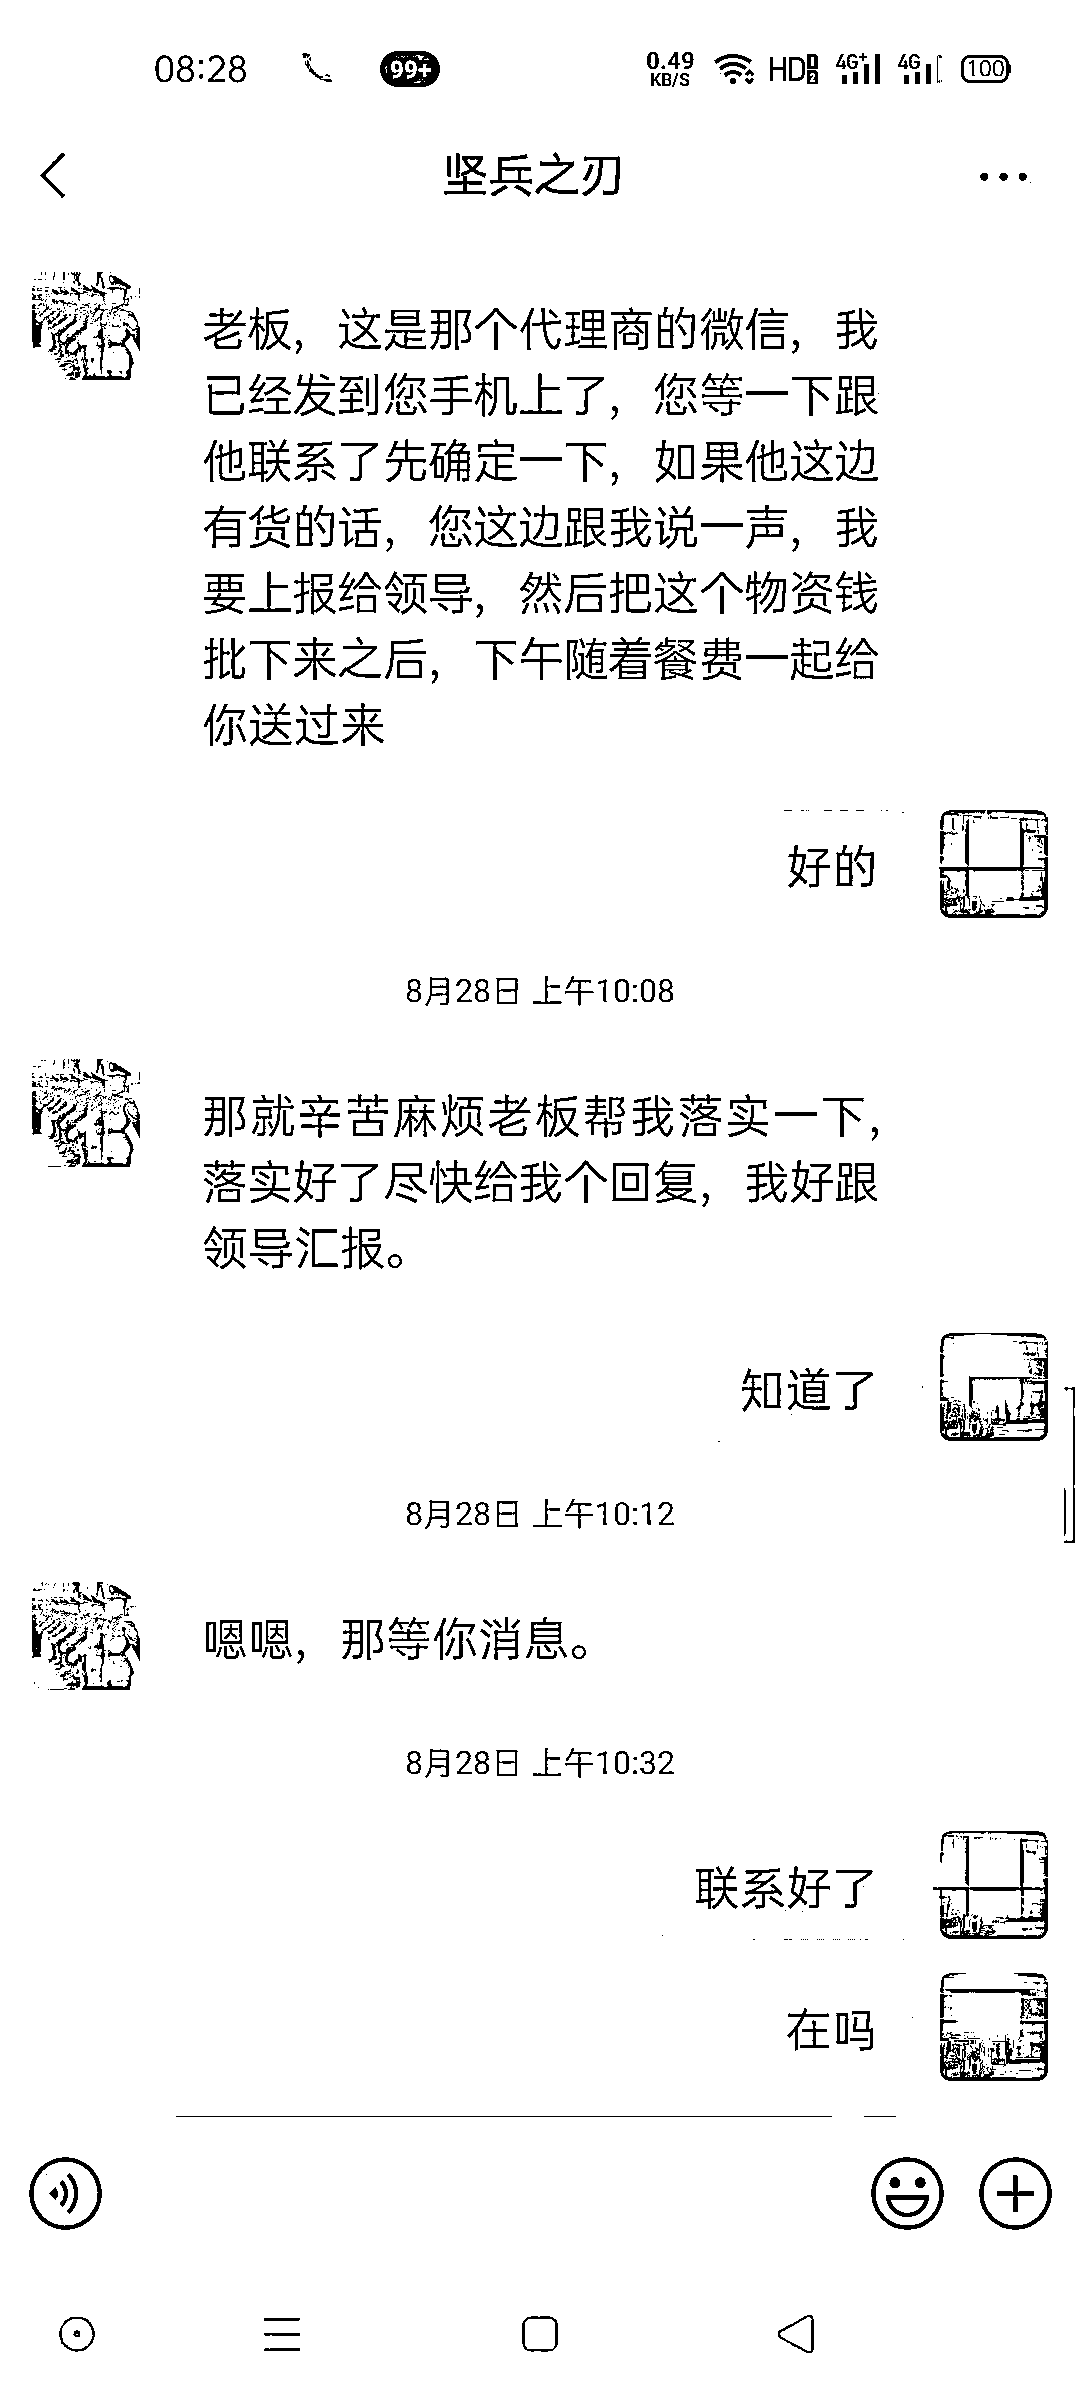 08:28 99+ 0.49 KB/S HD 1 2 4G+ 4G 100
坚兵之刃
老板，这是那个代理商的微信，我
已经发到您手机上了，您等一下跟
他联系了先确定一下，如果他这边
有货的话，您这边跟我说一声，我
要上报给领导，然后把这个物资钱
批下来之后，下午随着餐费一起给
你送过来
好的
8月28日 上午10:08
那就辛苦麻烦老板帮我落实一下，
落实好了尽快给我个回复，我好跟
领导汇报。
知道了
8月28日 上午10:12
嗯嗯，那等你消息。
8月28日 上午10:32
联系好了
在吗